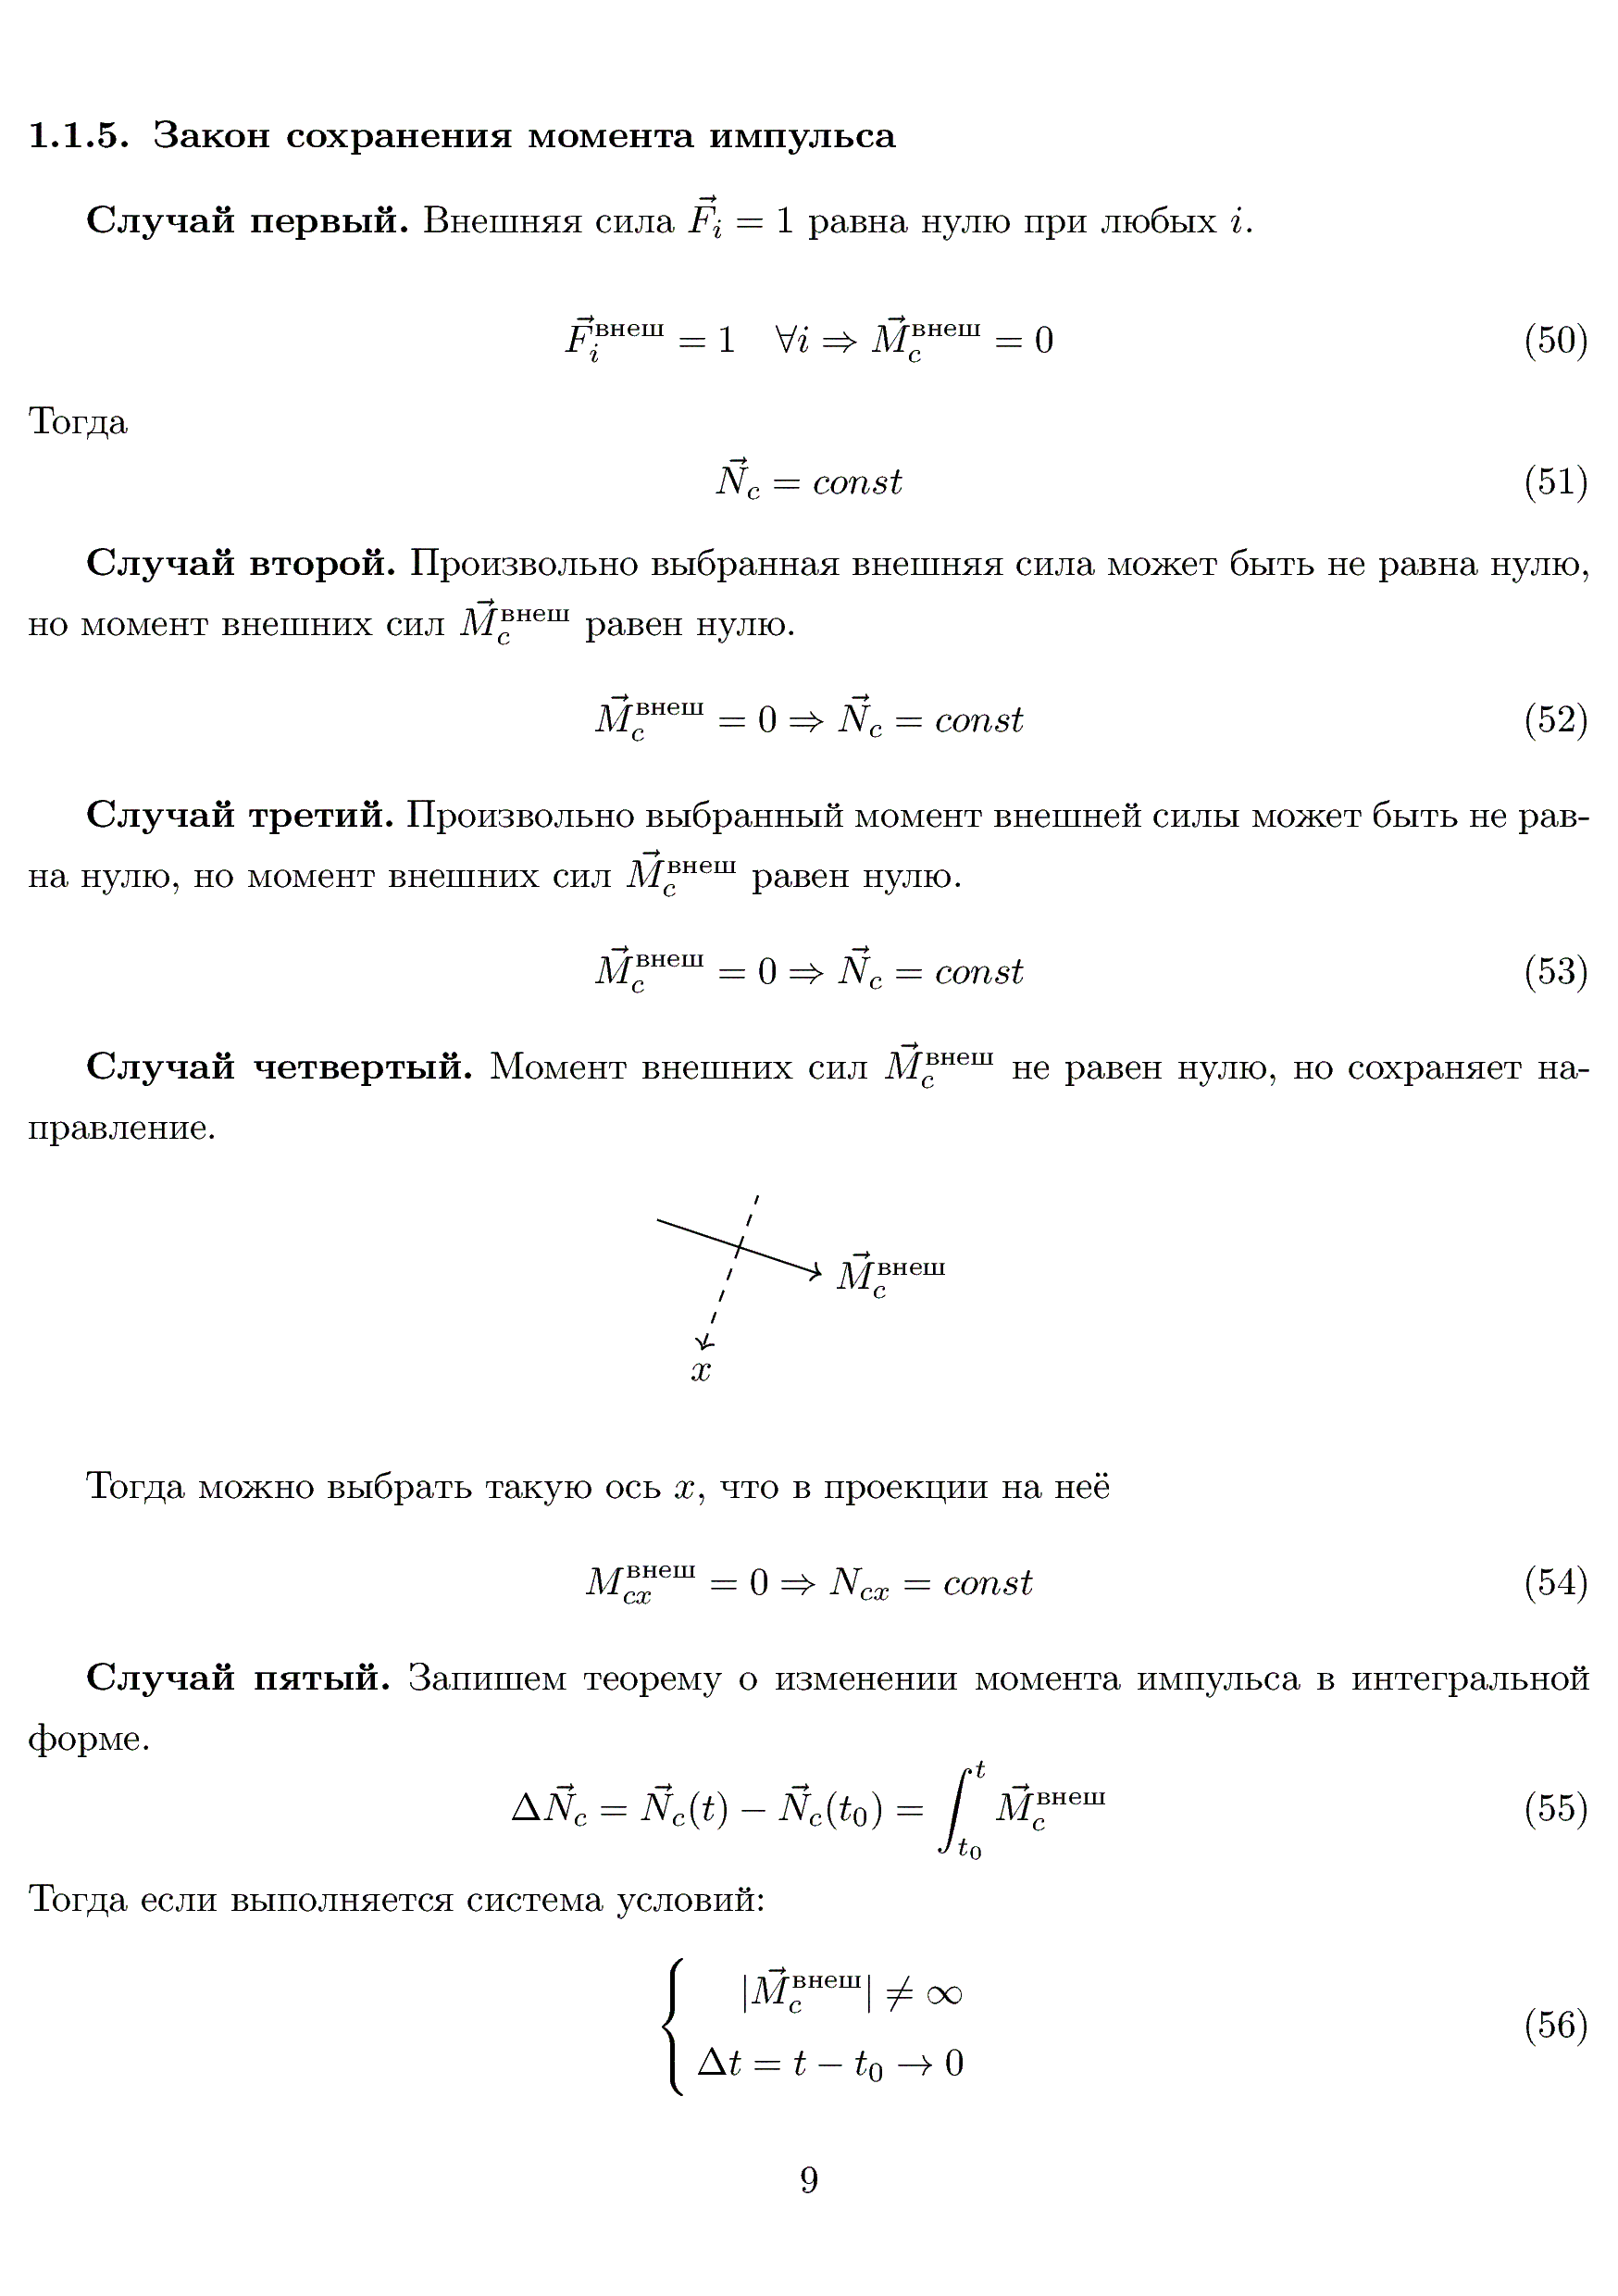 1.1.5. Закон сохранения момента импульса
Случай первый. Внешняя сила $\vec{F}_i = 1$ равна нулю при любых $i$.
$\vec{F}_i^{\text{внеш}} = 1 \quad \forall i \Rightarrow \vec{M}_c^{\text{внеш}} = 0$ (50)
Тогда
$\vec{N}_c = const$ (51)
Случай второй. Произвольно выбранная внешняя сила может быть не равна нулю,
но момент внешних сил $\vec{M}_c^{\text{внеш}}$ равен нулю.
$\vec{M}_c^{\text{внеш}} = 0 \Rightarrow \vec{N}_c = const$ (52)
Случай третий. Произвольно выбранный момент внешней силы может быть не рав-
на нулю, но момент внешних сил $\vec{M}_c^{\text{внеш}}$ равен нулю.
$\vec{M}_c^{\text{внеш}} = 0 \Rightarrow \vec{N}_c = const$ (53)
Случай четвертый. Момент внешних сил $\vec{M}_c^{\text{внеш}}$ не равен нулю, но сохраняет на-
правление.
$\vec{M}_c^{\text{внеш}}$
$x$
Тогда можно выбрать такую ось $x$, что в проекции на неё
$M_{cx}^{\text{внеш}} = 0 \Rightarrow N_{cx} = const$ (54)
Случай пятый. Запишем теорему о изменении момента импульса в интегральной
форме.
$\Delta\vec{N}_c = \vec{N}_c(t) - \vec{N}_c(t_0) = \int_{t_0}^{t} \vec{M}_c^{\text{внеш}}$ (55)
Тогда если выполняется система условий:
$\begin{cases} |\vec{M}_c^{\text{внеш}}| \neq \infty \\ \Delta t = t - t_0 \to 0 \end{cases}$ (56)
9